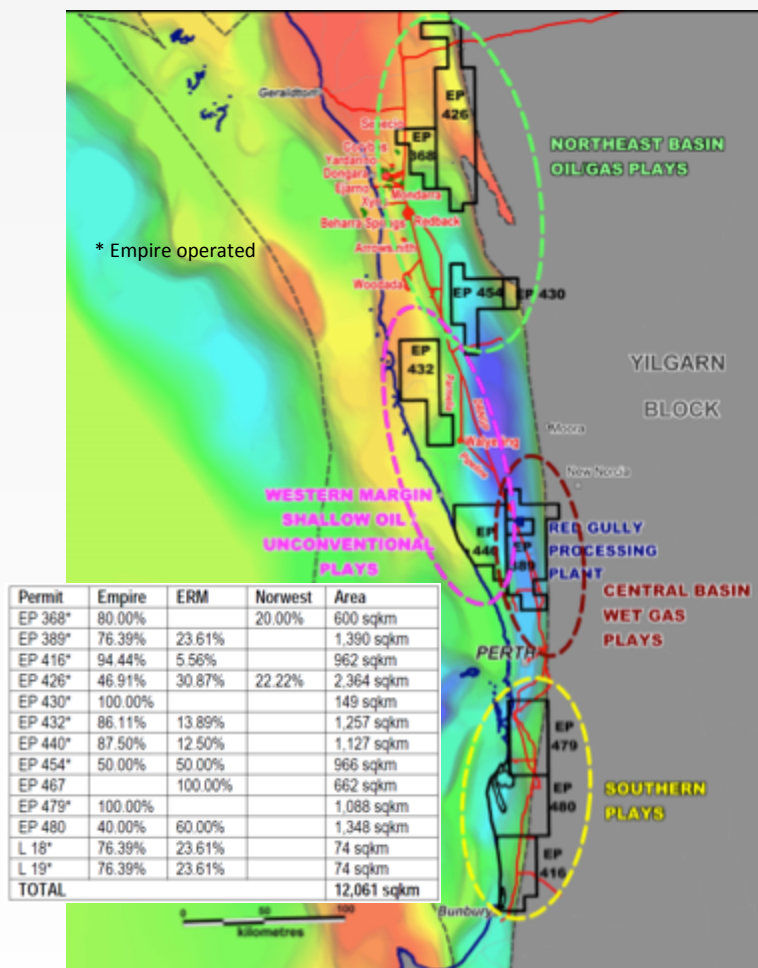 Geraldton
EP
426
Senecio
EP
368
NORTHEAST BASIN
OIL/GAS PLAYS
Yardarino
Dongara
Mondarra
Ejarno
Beharra Springs
Redback
* Empire operated
Arrowsmith
Woodada
EP 454
EP 430
EP
432
YILGARN
BLOCK
Parmelia
Walyering
Pipeline
Moora
New Norcia
WESTERN MARGIN
SHALLOW OIL
UNCONVENTIONAL
PLAYS
EP
440
EP
389
RED GULLY
PROCESSING
PLANT
CENTRAL BASIN
WET GAS
PLAYS
PERTH
EP
479
EP
480
SOUTHERN
PLAYS
EP
416
Bunbury
Permit Empire ERM Norwest Area
EP 368* 80.00% 20.00% 600 sqkm
EP 389* 76.39% 23.61% 1,390 sqkm
EP 416* 94.44% 5.56% 962 sqkm
EP 426* 46.91% 30.87% 22.22% 2,364 sqkm
EP 430* 100.00% 149 sqkm
EP 432* 86.11% 13.89% 1,257 sqkm
EP 440* 87.50% 12.50% 1,127 sqkm
EP 454* 50.00% 50.00% 966 sqkm
EP 467 100.00% 662 sqkm
EP 479* 100.00% 1,088 sqkm
EP 480 40.00% 60.00% 1,348 sqkm
L 18* 76.39% 23.61% 74 sqkm
L 19* 76.39% 23.61% 74 sqkm
TOTAL 12,061 sqkm
0 50 100
kilometres